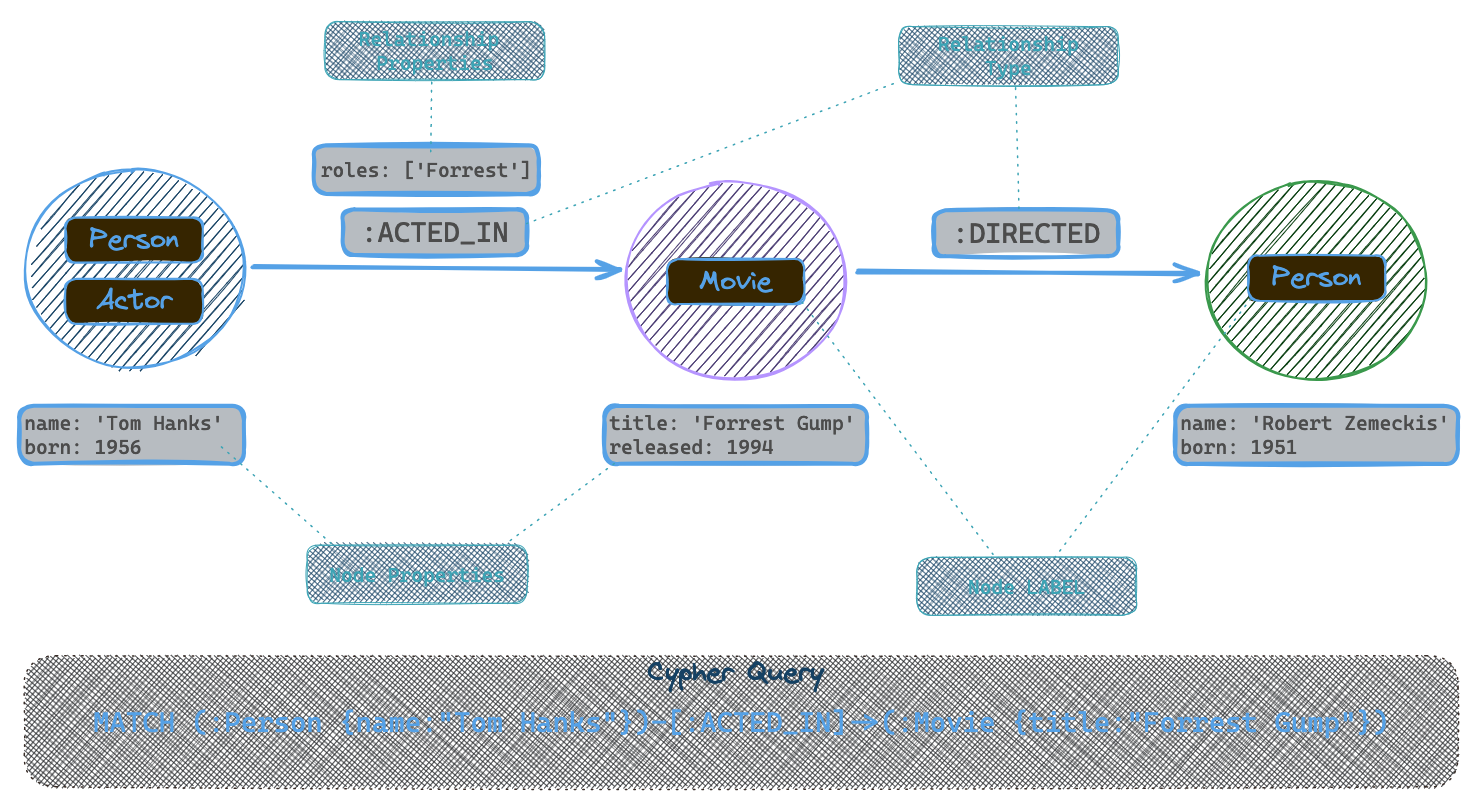 Relationship
Properties
Relationship
Type
roles: ['Forrest']
:ACTED_IN
:DIRECTED
Person
Actor
Movie
Person
name: 'Tom Hanks'
born: 1956
title: 'Forrest Gump'
released: 1994
name: 'Robert Zemeckis'
born: 1951
Node Properties
Node LABEL
Cypher Query
MATCH (:Person {name:"Tom Hanks"})-[:ACTED_IN]->(:Movie {title:"Forrest Gump"})